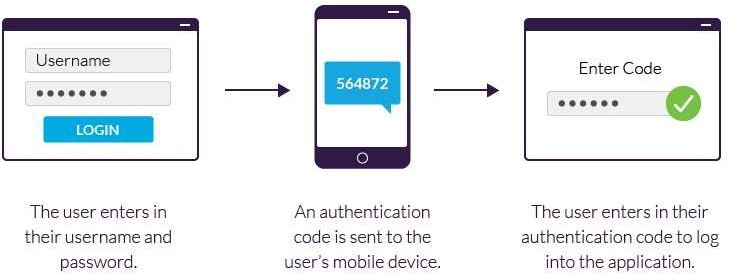 Username
LOGIN
564872
Enter Code
The user enters in
their username and
password.
An authentication
code is sent to the
user's mobile device.
The user enters in their
authentication code to log
into the application.